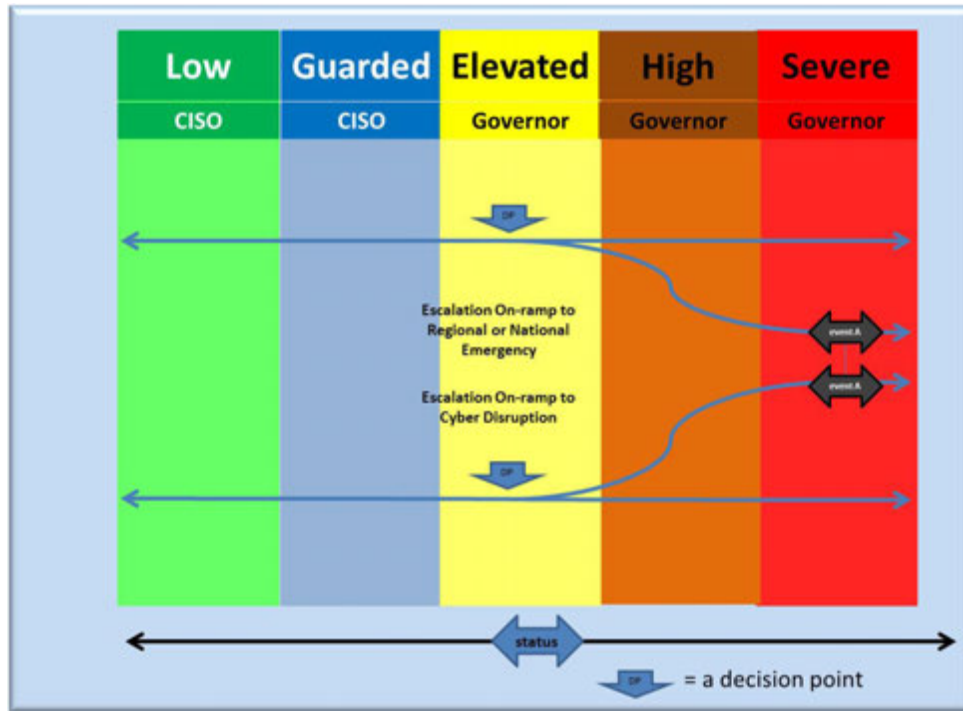 Low Guarded Elevated High Severe
CISO CISO Governor Governor Governor
DP
Escalation On-ramp to
Regional or National
Emergency
event A
Escalation On-ramp to
Cyber Disruption
event A
DP
status
DP = a decision point